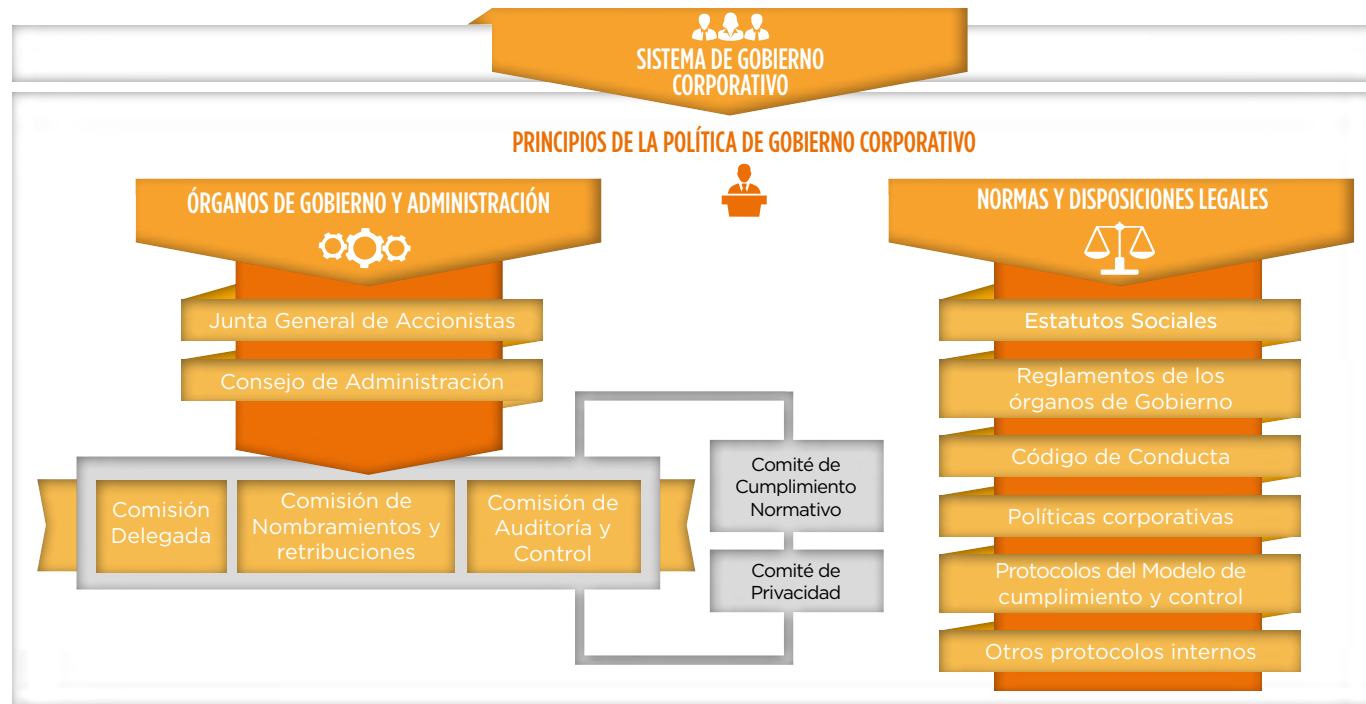 SISTEMA DE GOBIERNO
CORPORATIVO
PRINCIPIOS DE LA POLÍTICA DE GOBIERNO CORPORATIVO
ÓRGANOS DE GOBIERNO Y ADMINISTRACIÓN
Junta General de Accionistas
Consejo de Administración
Comisión
Delegada
Comisión de
Nombramientos y
retribuciones
Comisión de
Auditoría y
Control
Comité de
Cumplimiento
Normativo
Comité de
Privacidad
NORMAS Y DISPOSICIONES LEGALES
Estatutos Sociales
Reglamentos de los
órganos de Gobierno
Código de Conducta
Políticas corporativas
Protocolos del Modelo de
cumplimiento y control
Otros protocolos internos